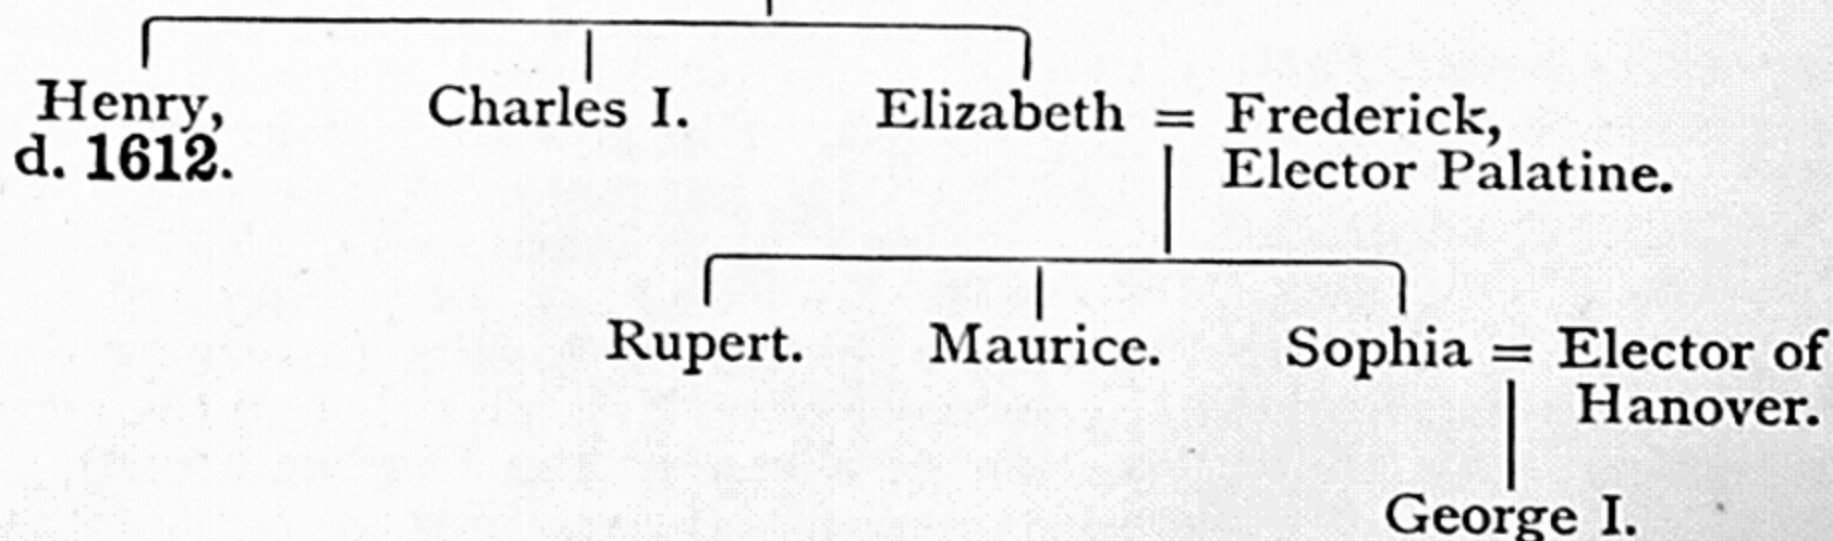 Henry, Charles I. Elizabeth = Frederick,
d. 1612. Elector Palatine.
Rupert. Maurice. Sophia = Elector of
Hanover.
George I.